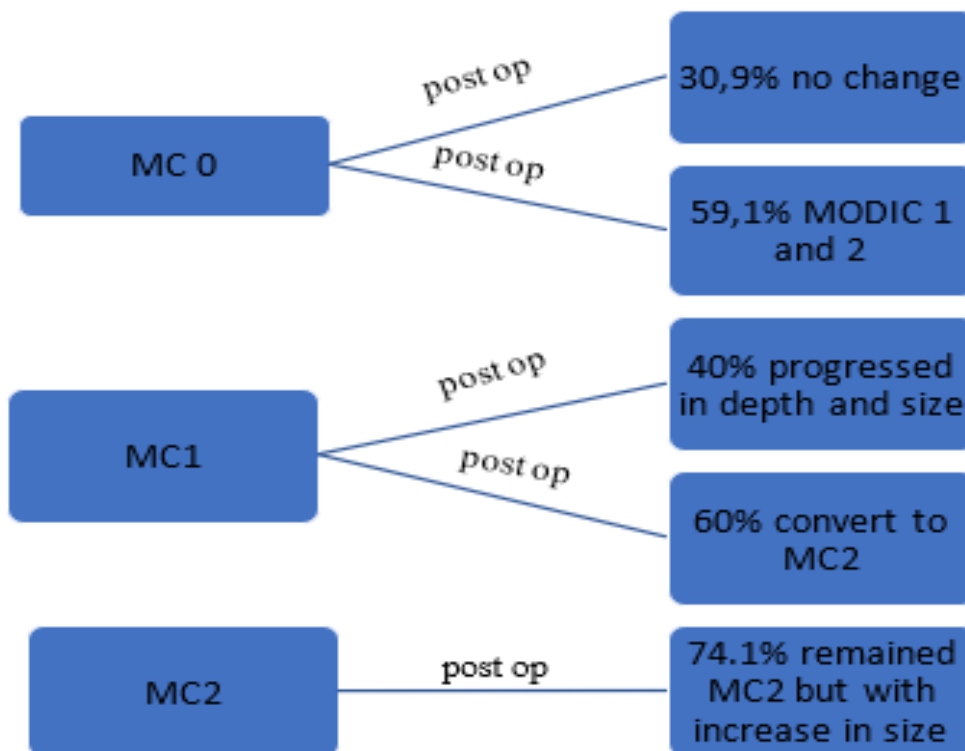 MC 0
post op
30,9% no change
post op
59,1% MODIC 1
and 2
MC1
post op
40% progressed
in depth and size
post op
60% convert to
MC2
MC2
post op
74.1% remained
MC2 but with
increase in size